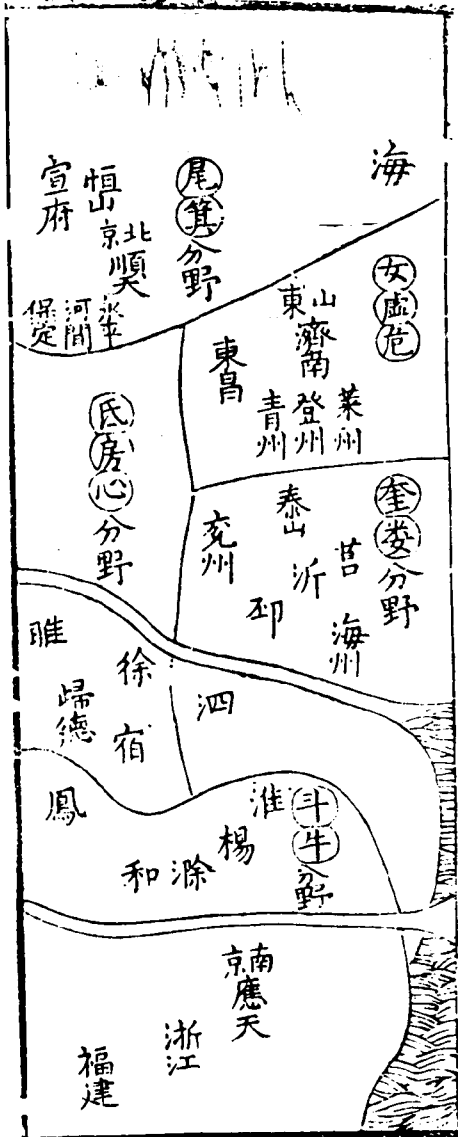 海
尾箕分野
恒山
宣府
北京順天
永平
河間
保定
女虛危
山東濟南
東昌
萊州
登州
青州
氐房心分野
奎婁分野
泰山
兗州
莒
沂
邳
海州
睢
徐
歸德
宿
泗
鳳
淮
斗牛分野
楊
滁
和
南京應天
浙江
福建